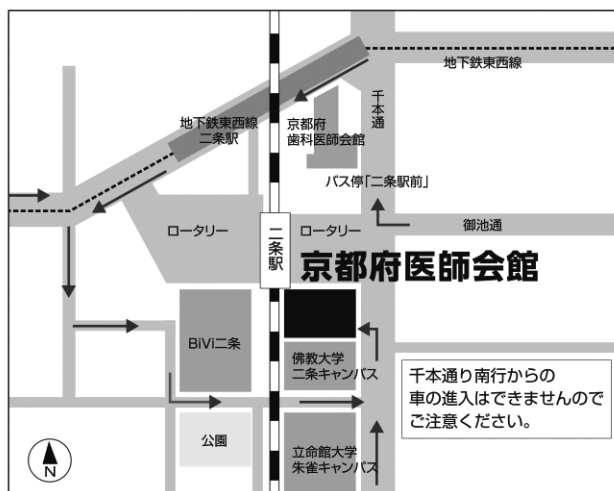 地下鉄東西線
千本通
地下鉄東西線
二条駅
京都府
歯科医師会館
バス停「二条駅前」
ロータリー
二条駅
ロータリー
御池通
京都府医師会館
BiVi二条
佛教大学
二条キャンパス
千本通り南行からの
車の進入はできませんので
ご注意ください。
公園
立命館大学
朱雀キャンパス
N